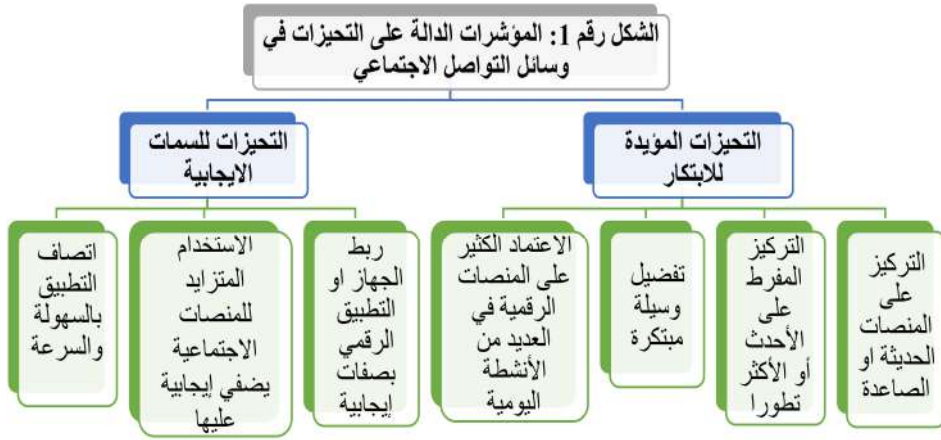 الشكل رقم 1: المؤشرات الدالة على التحيزات في
وسائل التواصل الاجتماعي
التحيزات المؤيدة
للابتكار
التحيزات للسمات
الايجابية
التركيز
على
المنصات
الحديثة او
الصاعدة
التركيز
المفرط
على
الأحدث
أو الأكثر
تطورا
تفضيل
وسيلة
مبتكرة
الاعتماد الكثير
على المنصات
الرقمية في
العديد من
الأنشطة
اليومية
ربط
الجهاز او
التطبيق
الرقمي
بصفات
إيجابية
الاستخدام
المتزايد
للمنصات
الاجتماعية
يضفي إيجابية
عليها
اتصاف
التطبيق
بالسهولة
والسرعة